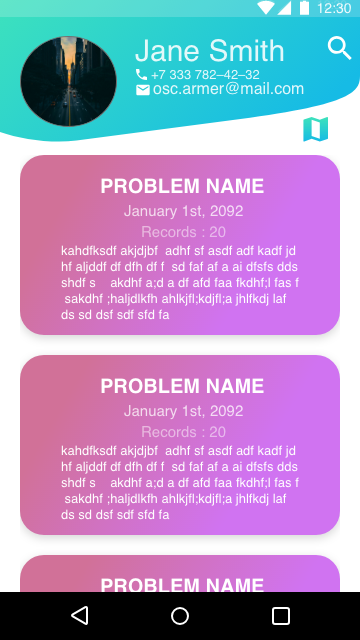 12:30
Jane Smith
+7 333 782–42–32
osc.armer@mail.com
PROBLEM NAME
January 1st, 2092
Records : 20
kahdfksdf akjdjbf  adhf sf asdf adf kadf jd
hf aljddf df dfh df f  sd faf af a ai dfsfs dds
shdf s    akdhf a;d a df afd faa fkdhf;l fas f
sakdhf ;haljdlkfh ahlkjfl;kdjfl;a jhlfkdj laf
ds sd dsf sdf sfd fa
PROBLEM NAME
January 1st, 2092
Records : 20
kahdfksdf akjdjbf  adhf sf asdf adf kadf jd
hf aljddf df dfh df f  sd faf af a ai dfsfs dds
shdf s    akdhf a;d a df afd faa fkdhf;l fas f
sakdhf ;haljdlkfh ahlkjfl;kdjfl;a jhlfkdj laf
ds sd dsf sdf sfd fa
PROBLEM NAME